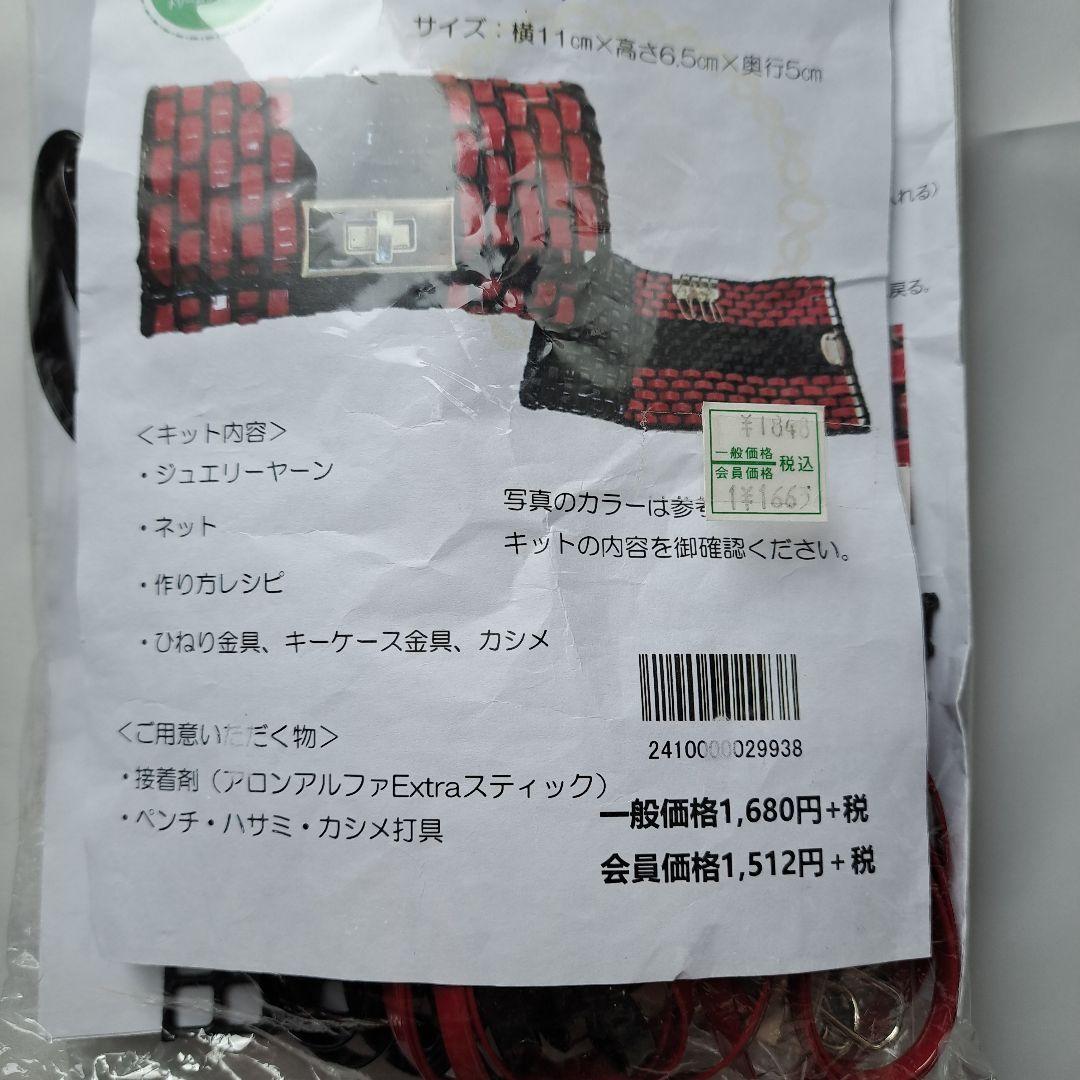 サイズ：横11㎝×高さ6.5㎝×奥行5㎝
れる）
戻る。
＜キット内容＞
・ジュエリーヤーン
・ネット
・作り方レシピ
・ひねり金具、キーケース金具、カシメ
¥1848
一般価格
会員価格
税込
¥1663
写真のカラーは参考
キットの内容を御確認ください。
2410000029938
＜ご用意いただく物＞
・接着剤（アロンアルファExtraスティック）
・ペンチ・ハサミ・カシメ打具
一般価格1,680円+税
会員価格1,512円+税